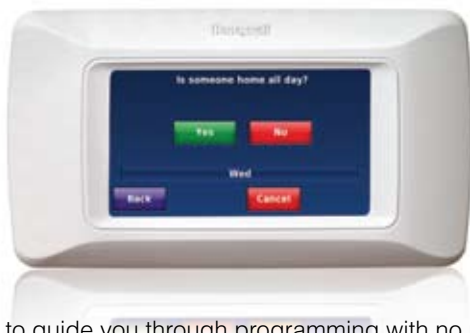 Honeywell
Is someone home all day?
Yes No
Wed
Back Cancel
to guide you through programming with no